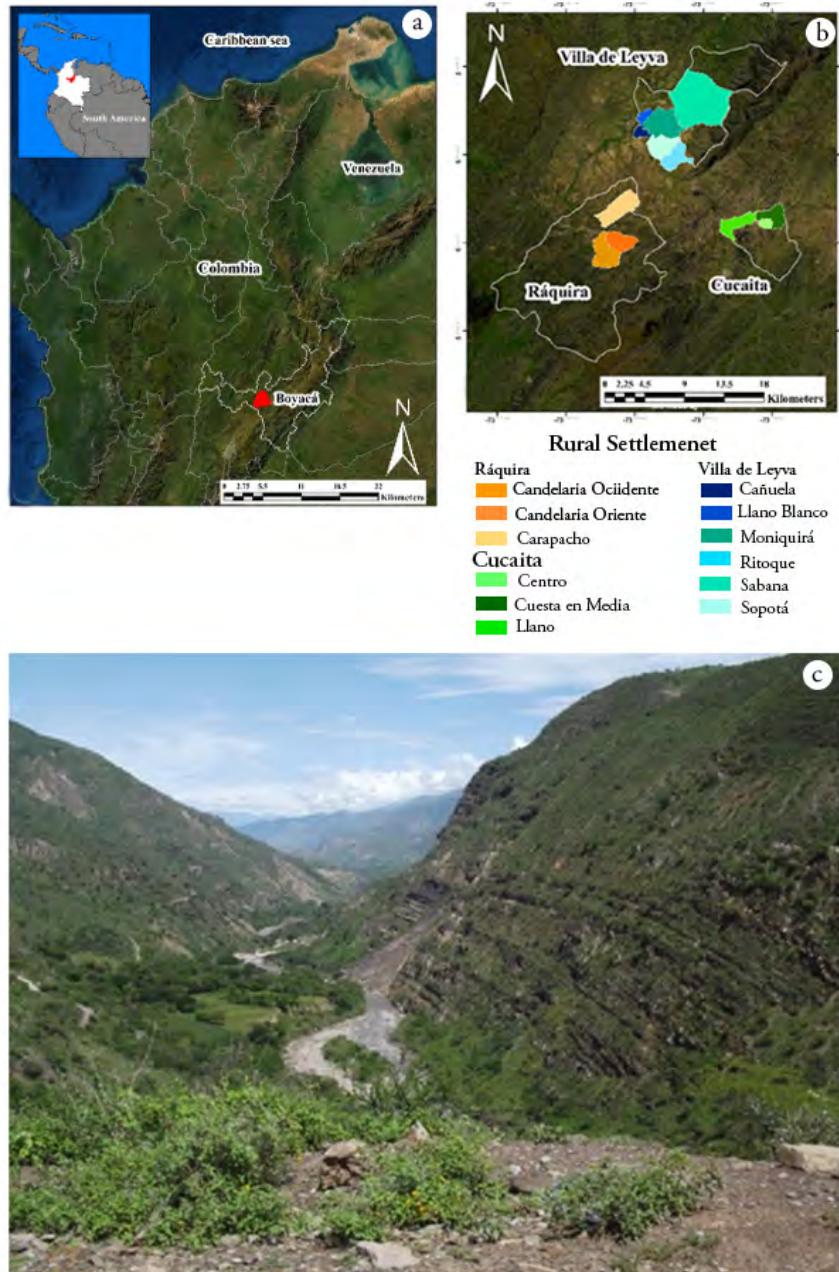 a
Caribbean sea
South America
Venezuela
Colombia
Boyacá
N
0 2.75 5.5 11 16.5 22
Kilometers
b
N
Villa de Leyva
Ráquira
Cucaita
0 2.25 4.5 9 13.5 18
Kilometers
Rural Settlemenet
Ráquira
Candelaria Ociidente
Candelaria Oriente
Carapacho
Cucaita
Centro
Cuesta en Media
Llano
Villa de Leyva
Cañuela
Llano Blanco
Moniquirá
Ritoque
Sabana
Sopotá
c